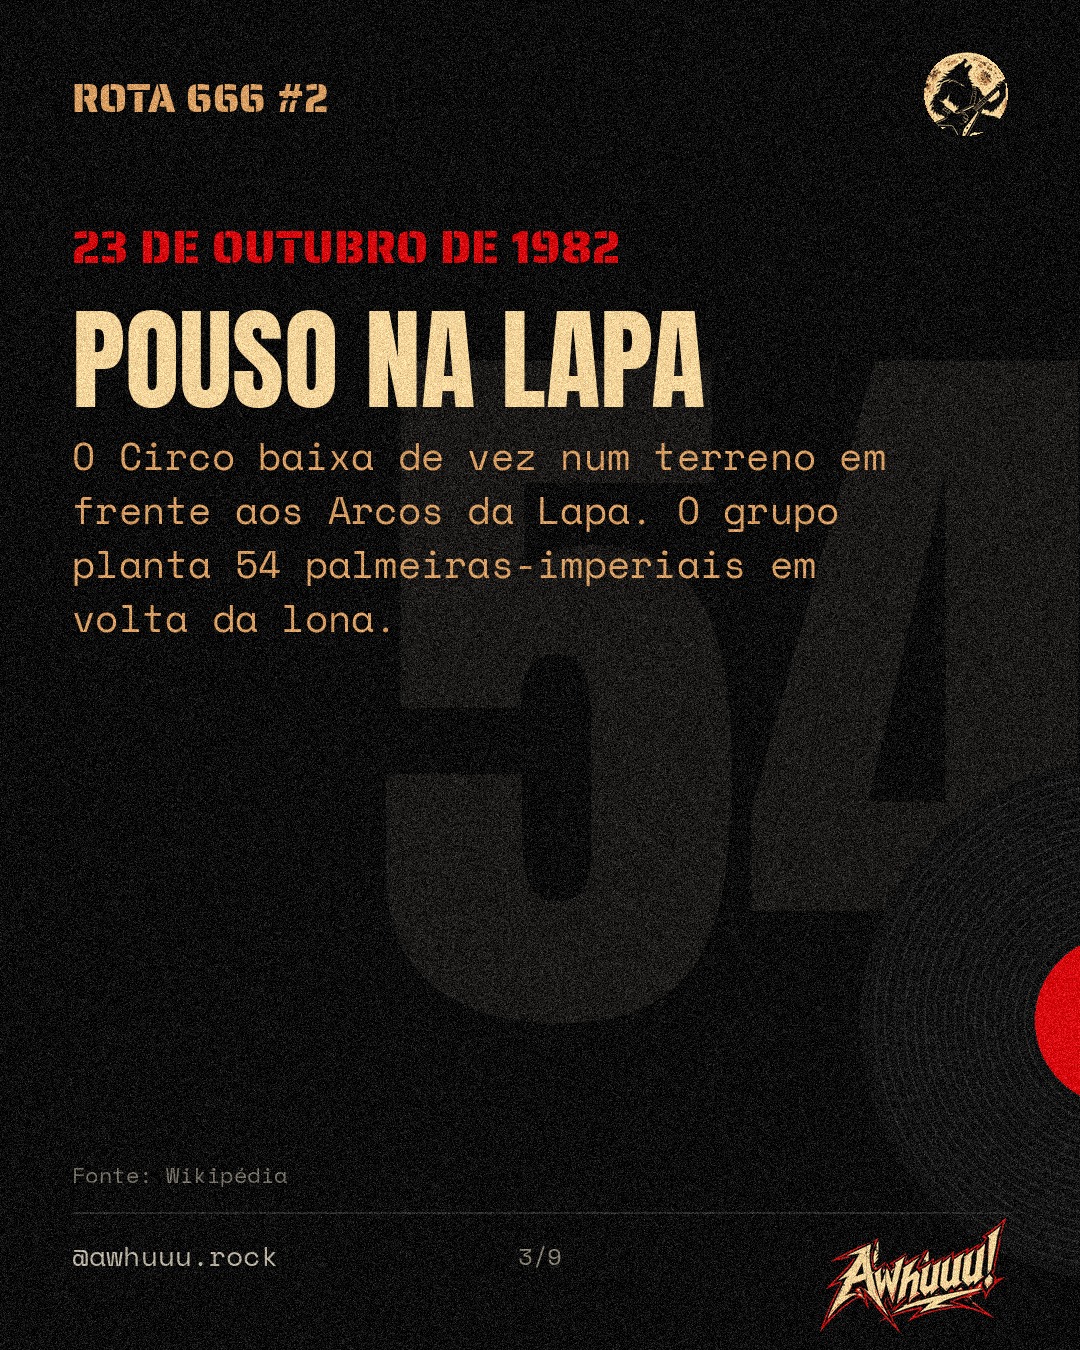 ROTA 666 #2
23 DE OUTUBRO DE 1982
POUSO NA LAPA
O Circo baixa de vez num terreno em
frente aos Arcos da Lapa. O grupo
planta 54 palmeiras-imperiais em
volta da lona.
54
Fonte: Wikipédia
@awhuuu.rock
3/9
Awhuuu!